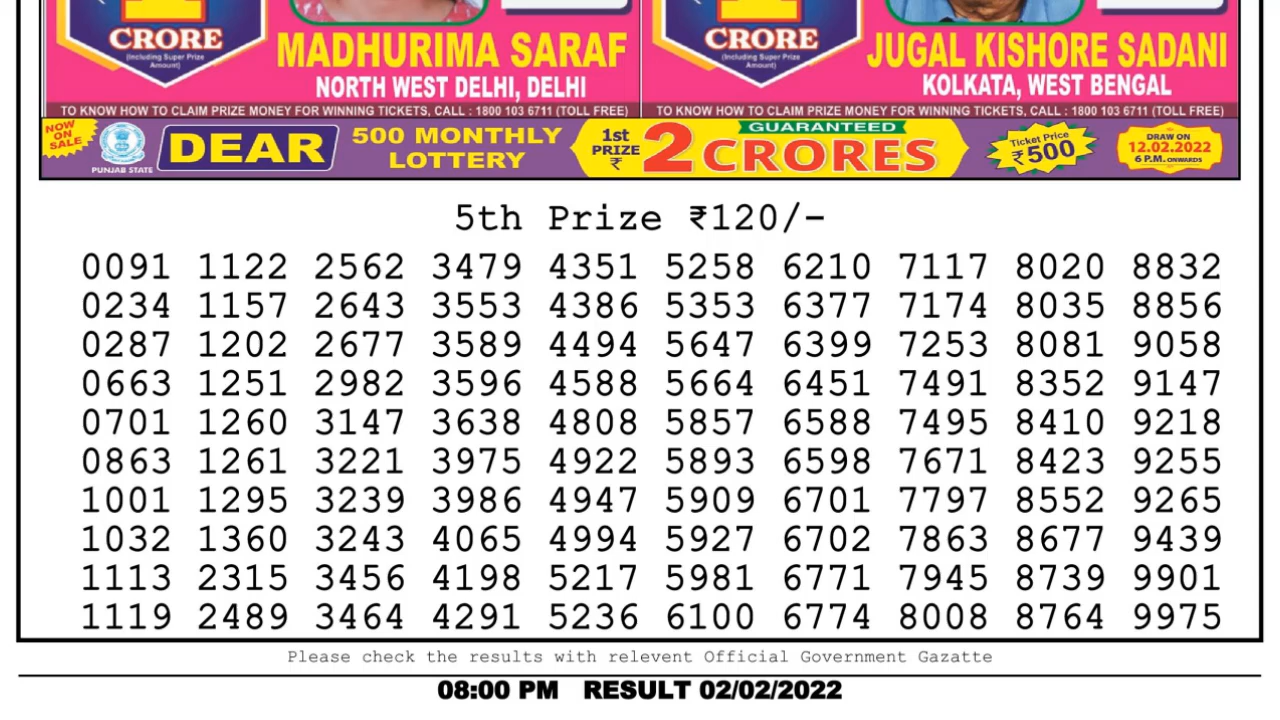 CRORE
(Including Super Prize
Amount)
MADHURIMA SARAF
NORTH WEST DELHI, DELHI
CRORE
(Including Super Prize
Amount)
JUGAL KISHORE SADANI
KOLKATA, WEST BENGAL
TO KNOW HOW TO CLAIM PRIZE MONEY FOR WINNING TICKETS, CALL : 1800 103 6711 (TOLL FREE)
TO KNOW HOW TO CLAIM PRIZE MONEY FOR WINNING TICKETS, CALL : 1800 103 6711 (TOLL FREE)
NOW
ON
SALE
PUNJAB STATE
DEAR
500 MONTHLY
LOTTERY
1st
PRIZE
₹
2
GUARANTEED
CRORES
Ticket Price
₹500
DRAW ON
12.02.2022
6 P.M. ONWARDS
5th Prize ₹120/-
0091 1122 2562 3479 4351 5258 6210 7117 8020 8832
0234 1157 2643 3553 4386 5353 6377 7174 8035 8856
0287 1202 2677 3589 4494 5647 6399 7253 8081 9058
0663 1251 2982 3596 4588 5664 6451 7491 8352 9147
0701 1260 3147 3638 4808 5857 6588 7495 8410 9218
0863 1261 3221 3975 4922 5893 6598 7671 8423 9255
1001 1295 3239 3986 4947 5909 6701 7797 8552 9265
1032 1360 3243 4065 4994 5927 6702 7863 8677 9439
1113 2315 3456 4198 5217 5981 6771 7945 8739 9901
1119 2489 3464 4291 5236 6100 6774 8008 8764 9975
Please check the results with relevent Official Government Gazatte
08:00 PM RESULT 02/02/2022